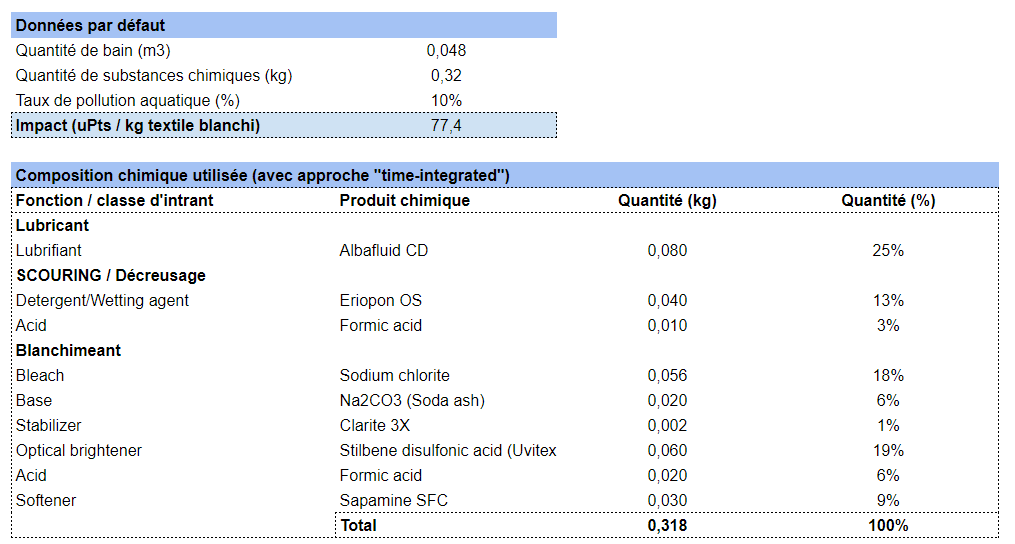 Données par défaut
Quantité de bain (m3) 0,048
Quantité de substances chimiques (kg) 0,32
Taux de pollution aquatique (%) 10%
Impact (uPts / kg textile blanchi) 77,4
Composition chimique utilisée (avec approche "time-integrated")
Fonction / classe d'intrant Produit chimique Quantité (kg) Quantité (%)
Lubricant
Lubrifiant Albafluid CD 0,080 25%
SCOURING / Décreusage
Detergent/Wetting agent Eriopon OS 0,040 13%
Acid Formic acid 0,010 3%
Blanchimeant
Bleach Sodium chlorite 0,056 18%
Base Na2CO3 (Soda ash) 0,020 6%
Stabilizer Clarite 3X 0,002 1%
Optical brightener Stilbene disulfonic acid (Uvitex 0,060 19%
Acid Formic acid 0,020 6%
Softener Sapamine SFC 0,030 9%
Total 0,318 100%